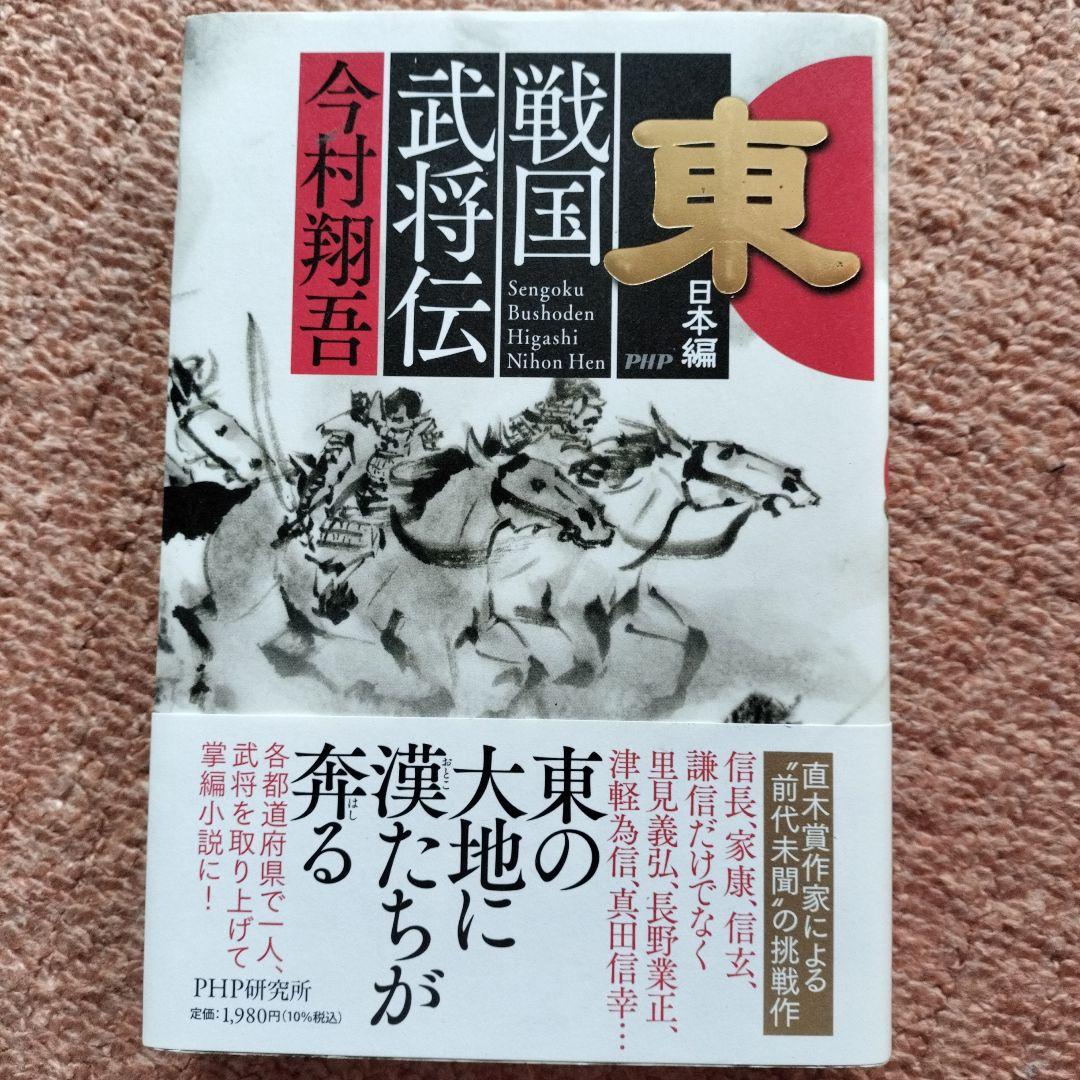 東
日本編
PHP
戦国
Sengoku
Bushoden
Higashi
Nihon Hen
武将伝
今村翔吾
直木賞作家による
“前代未聞”の挑戦作
信長、家康、信玄、
謙信だけでなく
里見義弘、長野業正、
津軽為信、真田信幸…
東の
大地に
漢たちが
おとこ
奔る
はし
各都道府県で一人、
武将を取り上げて
掌編小説に!
PHP研究所
定価:1,980円(10%税込)